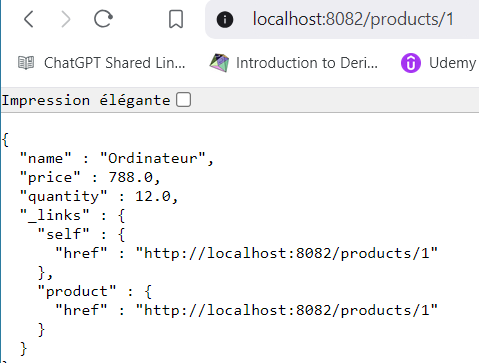 localhost:8082/products/1
ChatGPT Shared Lin... Introduction to Deri... Udemy
Impression élégante
{
"name" : "Ordinateur",
"price" : 788.0,
"quantity" : 12.0,
"_links" : {
"self" : {
"href" : "http://localhost:8082/products/1"
},
"product" : {
"href" : "http://localhost:8082/products/1"
}
}